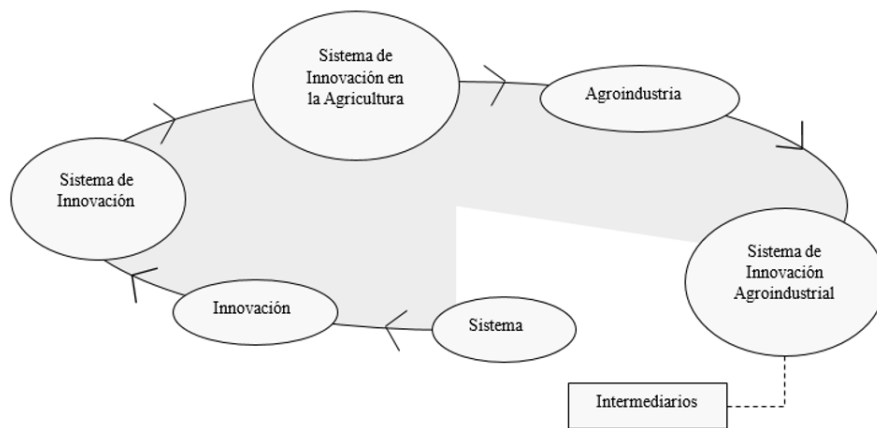 Sistema de
Innovación en
la Agricultura
Agroindustria
Sistema de
Innovación
Sistema de
Innovación
Agroindustrial
Innovación
Sistema
Intermediarios